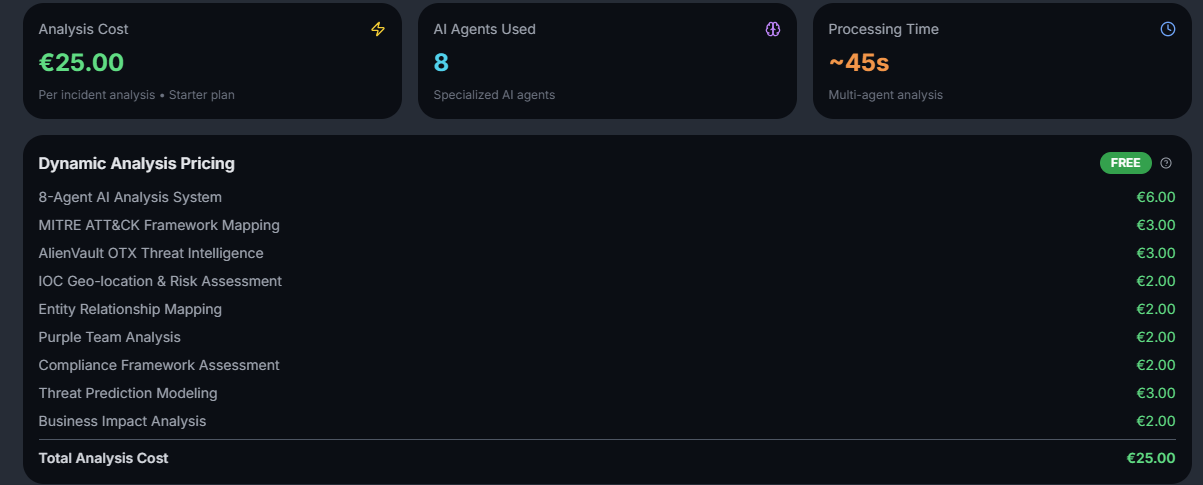 Analysis Cost
€25.00
Per incident analysis • Starter plan
AI Agents Used
8
Specialized AI agents
Processing Time
~45s
Multi-agent analysis
Dynamic Analysis Pricing FREE
8-Agent AI Analysis System €6.00
MITRE ATT&CK Framework Mapping €3.00
AlienVault OTX Threat Intelligence €3.00
IOC Geo-location & Risk Assessment €2.00
Entity Relationship Mapping €2.00
Purple Team Analysis €2.00
Compliance Framework Assessment €2.00
Threat Prediction Modeling €3.00
Business Impact Analysis €2.00
Total Analysis Cost €25.00